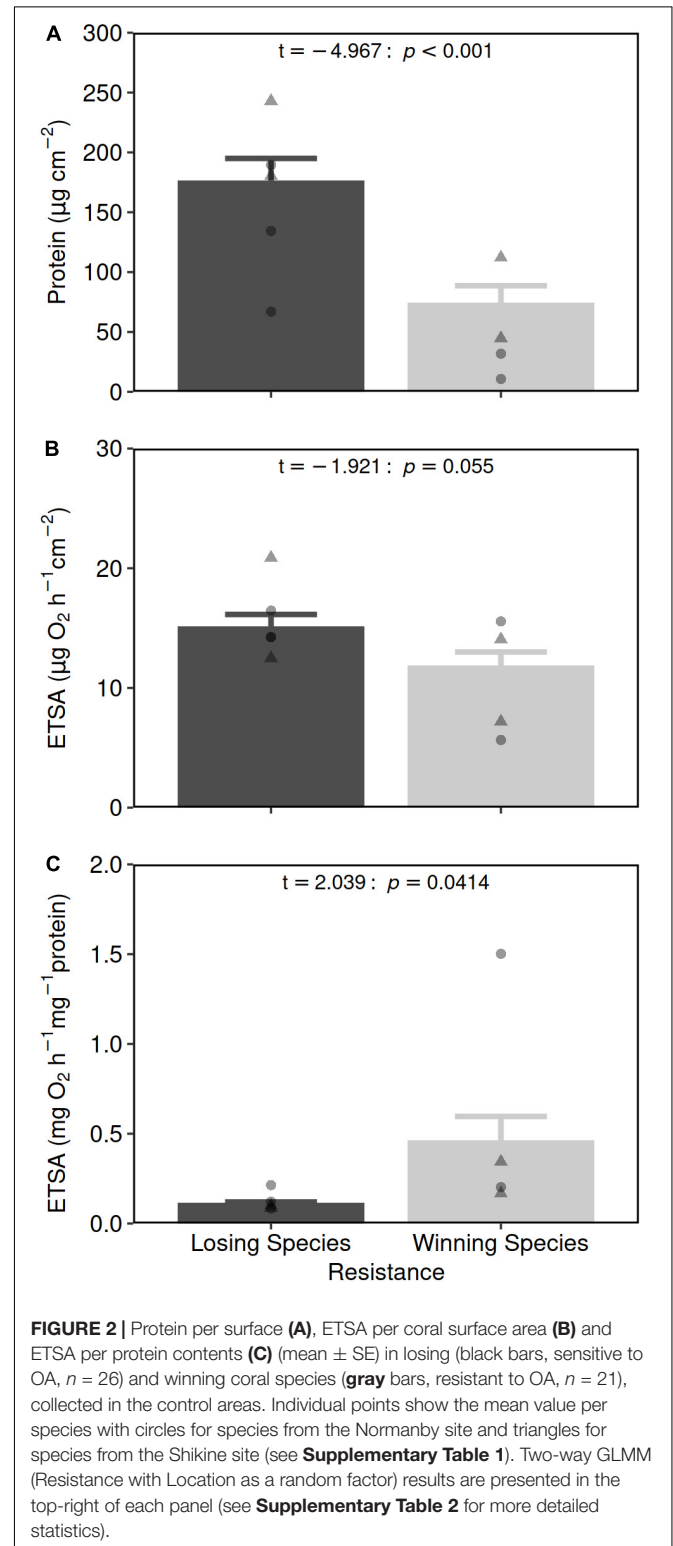 A
300
t = −4.967 : p < 0.001
250
200
150
100
50
0
Protein (µg cm−2)
B
30
t = −1.921 : p = 0.055
20
10
0
ETSA (µg O2 h−1cm−2)
C
2.0
t = 2.039 : p = 0.0414
1.5
1.0
0.5
0.0
ETSA (mg O2 h−1mg−1protein)
Losing Species Winning Species
Resistance
FIGURE 2 | Protein per surface (A), ETSA per coral surface area (B) and
ETSA per protein contents (C) (mean ± SE) in losing (black bars, sensitive to
OA, n = 26) and winning coral species (gray bars, resistant to OA, n = 21),
collected in the control areas. Individual points show the mean value per
species with circles for species from the Normanby site and triangles for
species from the Shikine site (see Supplementary Table 1). Two-way GLMM
(Resistance with Location as a random factor) results are presented in the
top-right of each panel (see Supplementary Table 2 for more detailed
statistics).